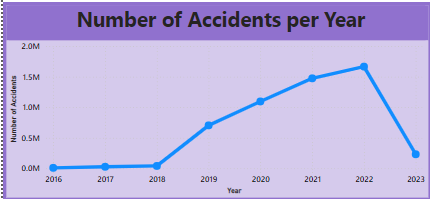 Number of Accidents per Year
2.0M
1.5M
1.0M
0.5M
0.0M
Number of Accidents
2016 2017 2018 2019 2020 2021 2022 2023
Year